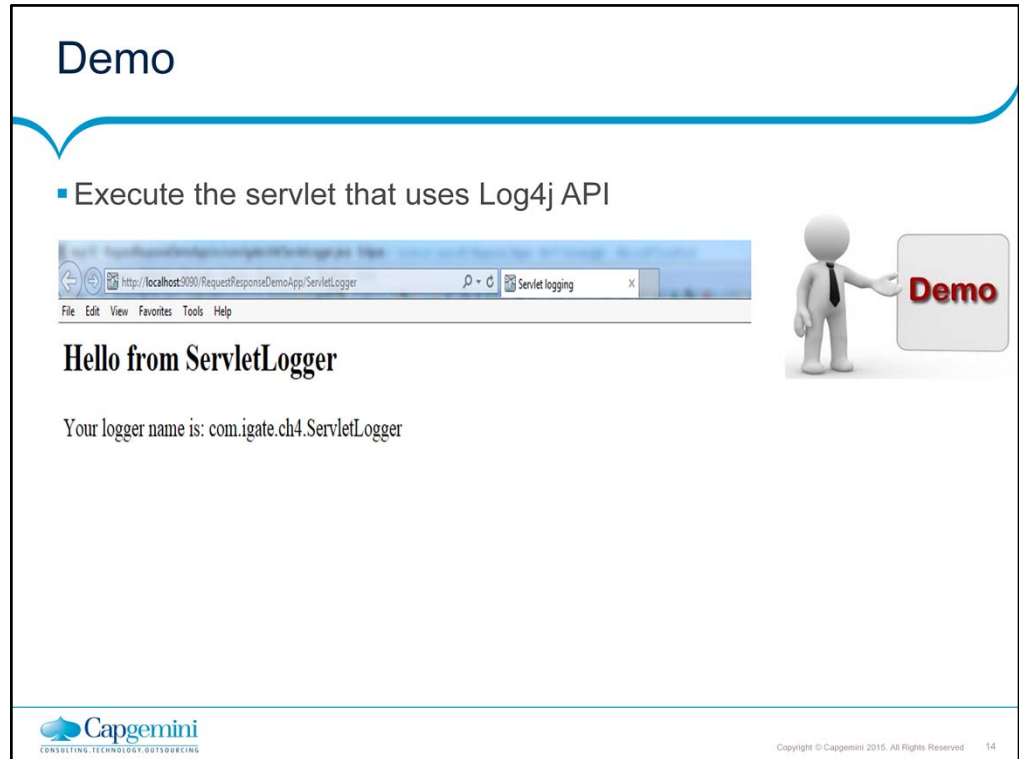 Demo
▪ Execute the servlet that uses Log4j API
http://localhost:9090/RequestResponseDemoApp/ServletLogger
Servlet logging
File Edit View Favorites Tools Help
Hello from ServletLogger
Your logger name is: com.igate.ch4.ServletLogger
Demo
Capgemini
CONSULTING.TECHNOLOGY.OUTSOURCING
Copyright © Capgemini 2015. All Rights Reserved 14